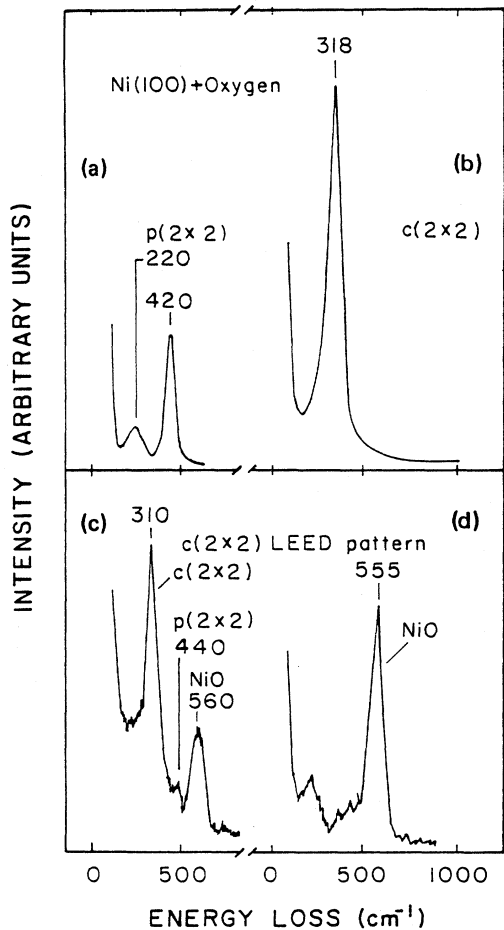 318
Ni(100)+Oxygen
(a)
(b)
p(2×2)
c(2×2)
220
420
INTENSITY (ARBITRARY UNITS)
(c)
310
(d)
c(2×2) LEED pattern
c(2×2)
555
p(2×2)
440
NiO
NiO
560
0 500 0 500 1000
ENERGY LOSS (cm⁻¹)